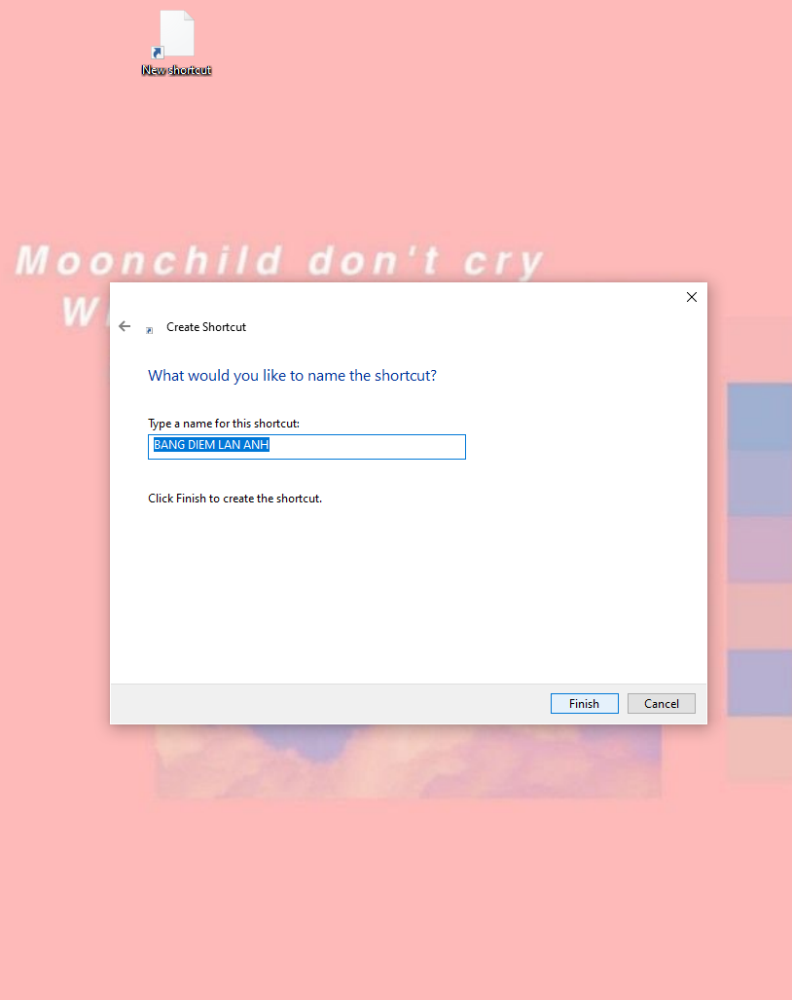 New shortcut
Moonchild don't cry
Create Shortcut
What would you like to name the shortcut?
Type a name for this shortcut:
BANG DIEM LAN ANH
Click Finish to create the shortcut.
Finish
Cancel